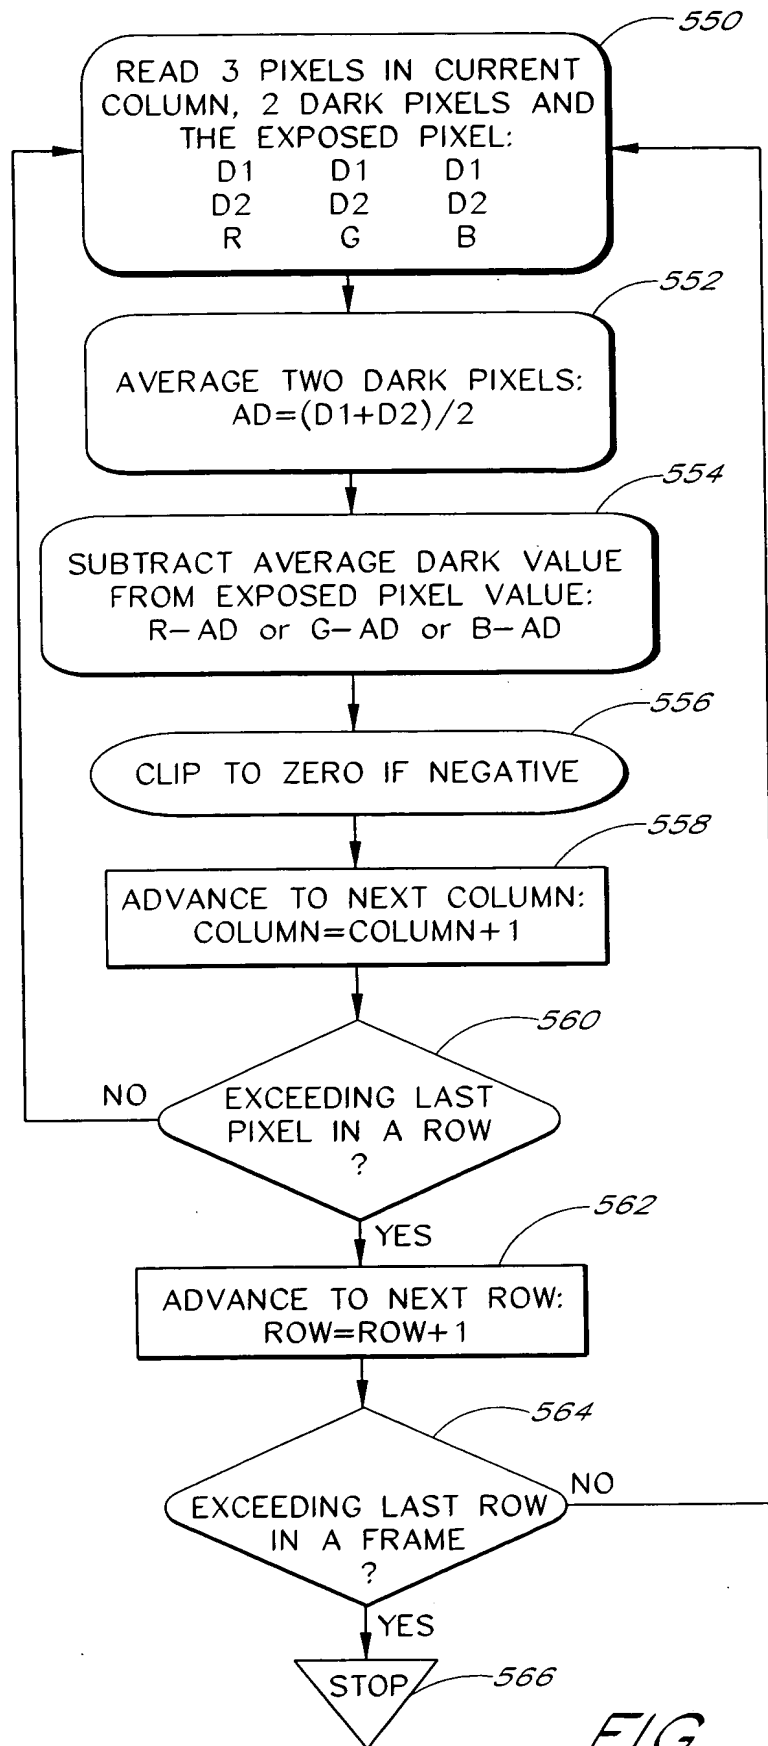 550
READ 3 PIXELS IN CURRENT
COLUMN, 2 DARK PIXELS AND
THE EXPOSED PIXEL:
D1 D1 D1
D2 D2 D2
R G B
552
AVERAGE TWO DARK PIXELS:
AD=(D1+D2)/2
554
SUBTRACT AVERAGE DARK VALUE
FROM EXPOSED PIXEL VALUE:
R-AD or G-AD or B-AD
556
CLIP TO ZERO IF NEGATIVE
558
ADVANCE TO NEXT COLUMN:
COLUMN=COLUMN+1
560
NO
EXCEEDING LAST
PIXEL IN A ROW
?
YES
562
ADVANCE TO NEXT ROW:
ROW=ROW+1
564
NO
EXCEEDING LAST ROW
IN A FRAME
?
YES
STOP
566
FIG